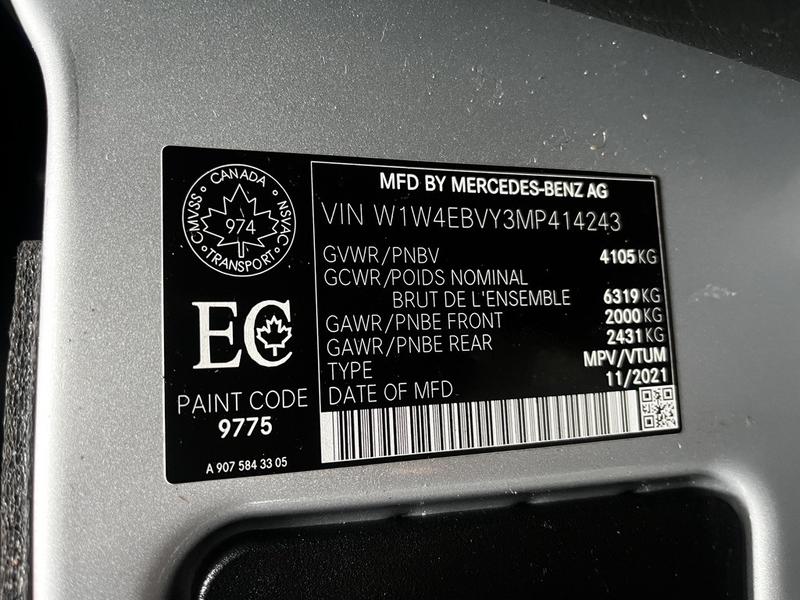 CANADA
CMVSS
NSVAC
974
TRANSPORT
EC
PAINT CODE
9775
A 907 584 33 05
MFD BY MERCEDES-BENZ AG
VIN W1W4EBVY3MP414243
GVWR/PNBV 4105 KG
GCWR/POIDS NOMINAL
BRUT DE L'ENSEMBLE 6319 KG
GAWR/PNBE FRONT 2000 KG
GAWR/PNBE REAR 2431 KG
TYPE MPV/VTUM
DATE OF MFD 11/2021